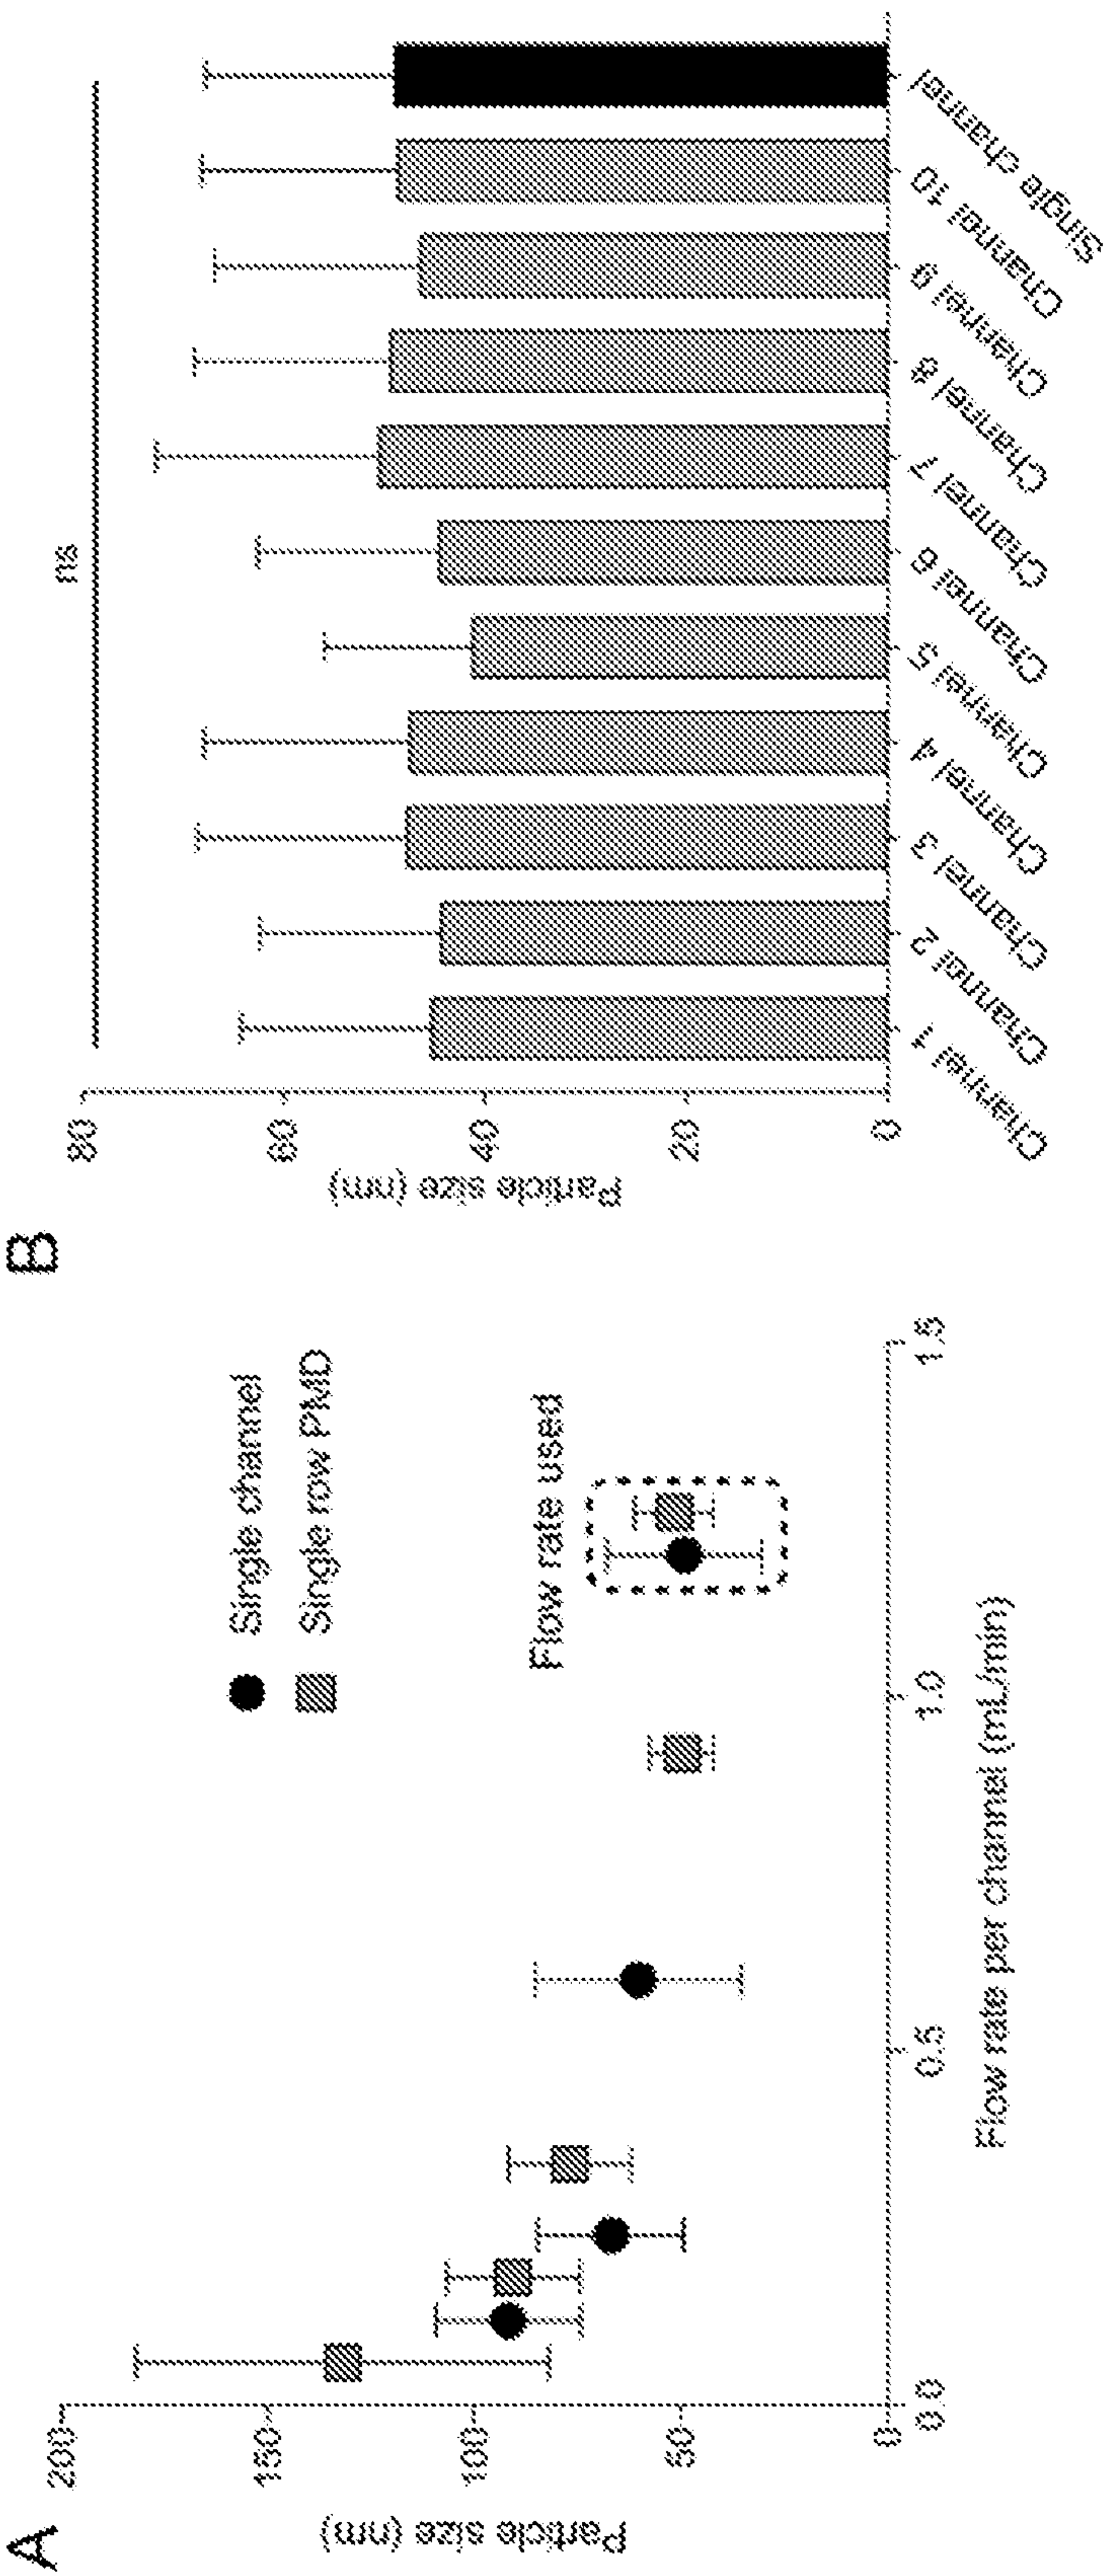 A
Particle size (nm)
200
150
100
50
0
0.0
0.5
1.0
1.5
Flow rate per channel (mL/min)
Single channel
Single row PMD
Flow rate used
B
Particle size (nm)
80
60
40
20
0
ns
Channel 1
Channel 2
Channel 3
Channel 4
Channel 5
Channel 6
Channel 7
Channel 8
Channel 9
Channel 10
Single channel